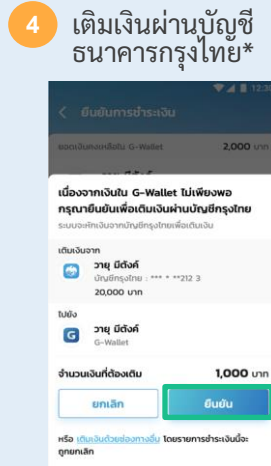 4 เติมเงินผ่านบัญชี
ธนาคารกรุงไทย*
12:30
ยืนยันการชำระเงิน
ยอดเงินคงเหลือใน G-Wallet 2,000 บาท
เนื่องจากเงินใน G-Wallet ไม่เพียงพอ
กรุณายืนยันเพื่อเติมเงินผ่านบัญชีกรุงไทย
ระบบจะหักเงินจากบัญชีกรุงไทยเพื่อเติมเงิน
เติมเงินจาก
วายุ มีตังค์
บัญชีกรุงไทย : *** * **212 3
20,000 บาท
ไปยัง
G วายุ มีตังค์
G-Wallet
จำนวนเงินที่ต้องเติม 1,000 บาท
ยกเลิก ยืนยัน
หรือ เติมเงินด้วยช่องทางอื่น โดยรายการชำระเงินนี้จะ
ถูกยกเลิก